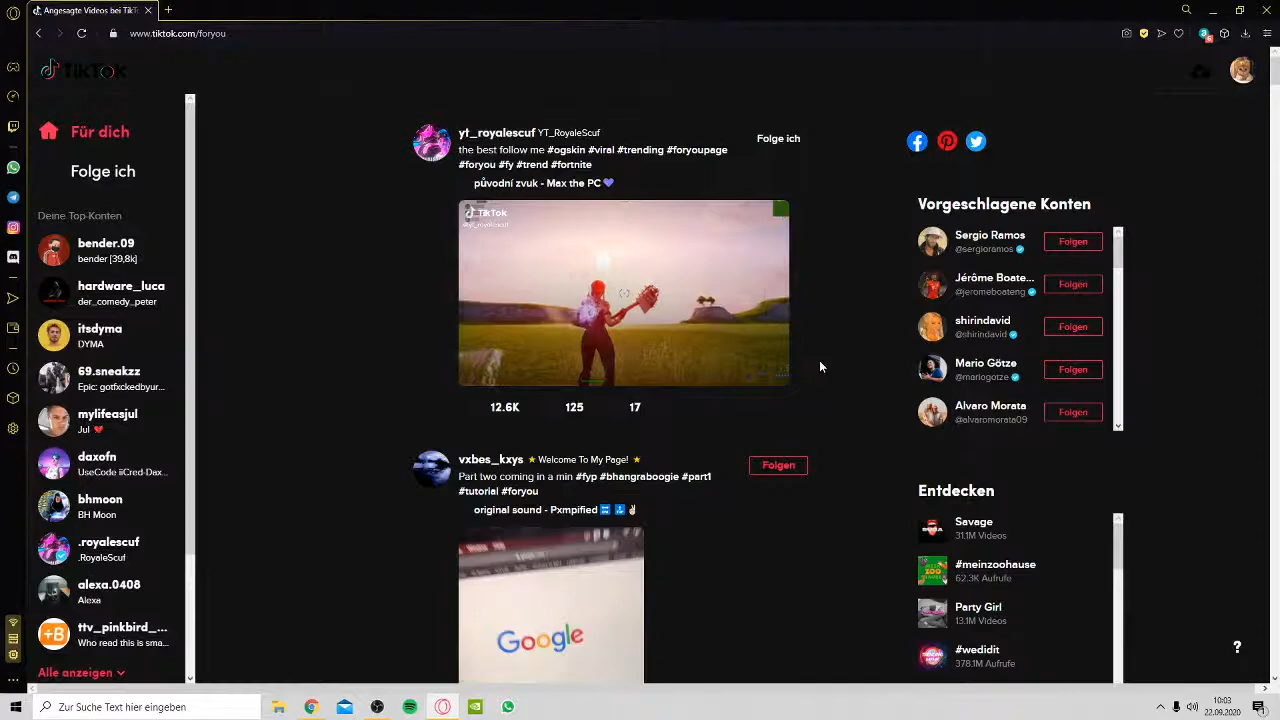 Angesagte Videos bei TikT
www.tiktok.com/foryou
TikTok
Für dich
Folge ich
Deine Top-Konten
bender.09
bender [39,8k]
hardware_luca
der_comedy_peter
itsdyma
DYMA
69.sneakzz
Epic: gotfxckedbyur...
mylifeasjul
Jul
daxofn
UseCode iiCred-Dax...
bhmoon
BH Moon
.royalescuf
.RoyaleScuf
alexa.0408
Alexa
+B
ttv_pinkbird_...
Who read this is sma...
Alle anzeigen
yt_royalescuf YT_RoyaleScuf
Folge ich
the best follow me #ogskin #viral #trending #foryoupage
#foryou #fy #trend #fortnite
původní zvuk - Max the PC 💜
TikTok
12.6K 125 17
vxbes_kxys ★ Welcome To My Page! ★
Folgen
Part two coming in a min #fyp #bhangraboogie #part1
#tutorial #foryou
original sound - Pxmpified
Google
Vorgeschlagene Konten
Sergio Ramos
@sergioramos
Folgen
Jérôme Boate...
@jeromeboateng
Folgen
shirindavid
@shirindavid
Folgen
Mario Götze
@mariogotze
Folgen
Alvaro Morata
@alvaromorata09
Folgen
Entdecken
Savage
31.1M Videos
#meinzoohause
62.3K Aufrufe
Party Girl
13.1M Videos
#wedidit
378.1M Aufrufe
?
Zur Suche Text hier eingeben
10:03
22.09.2020